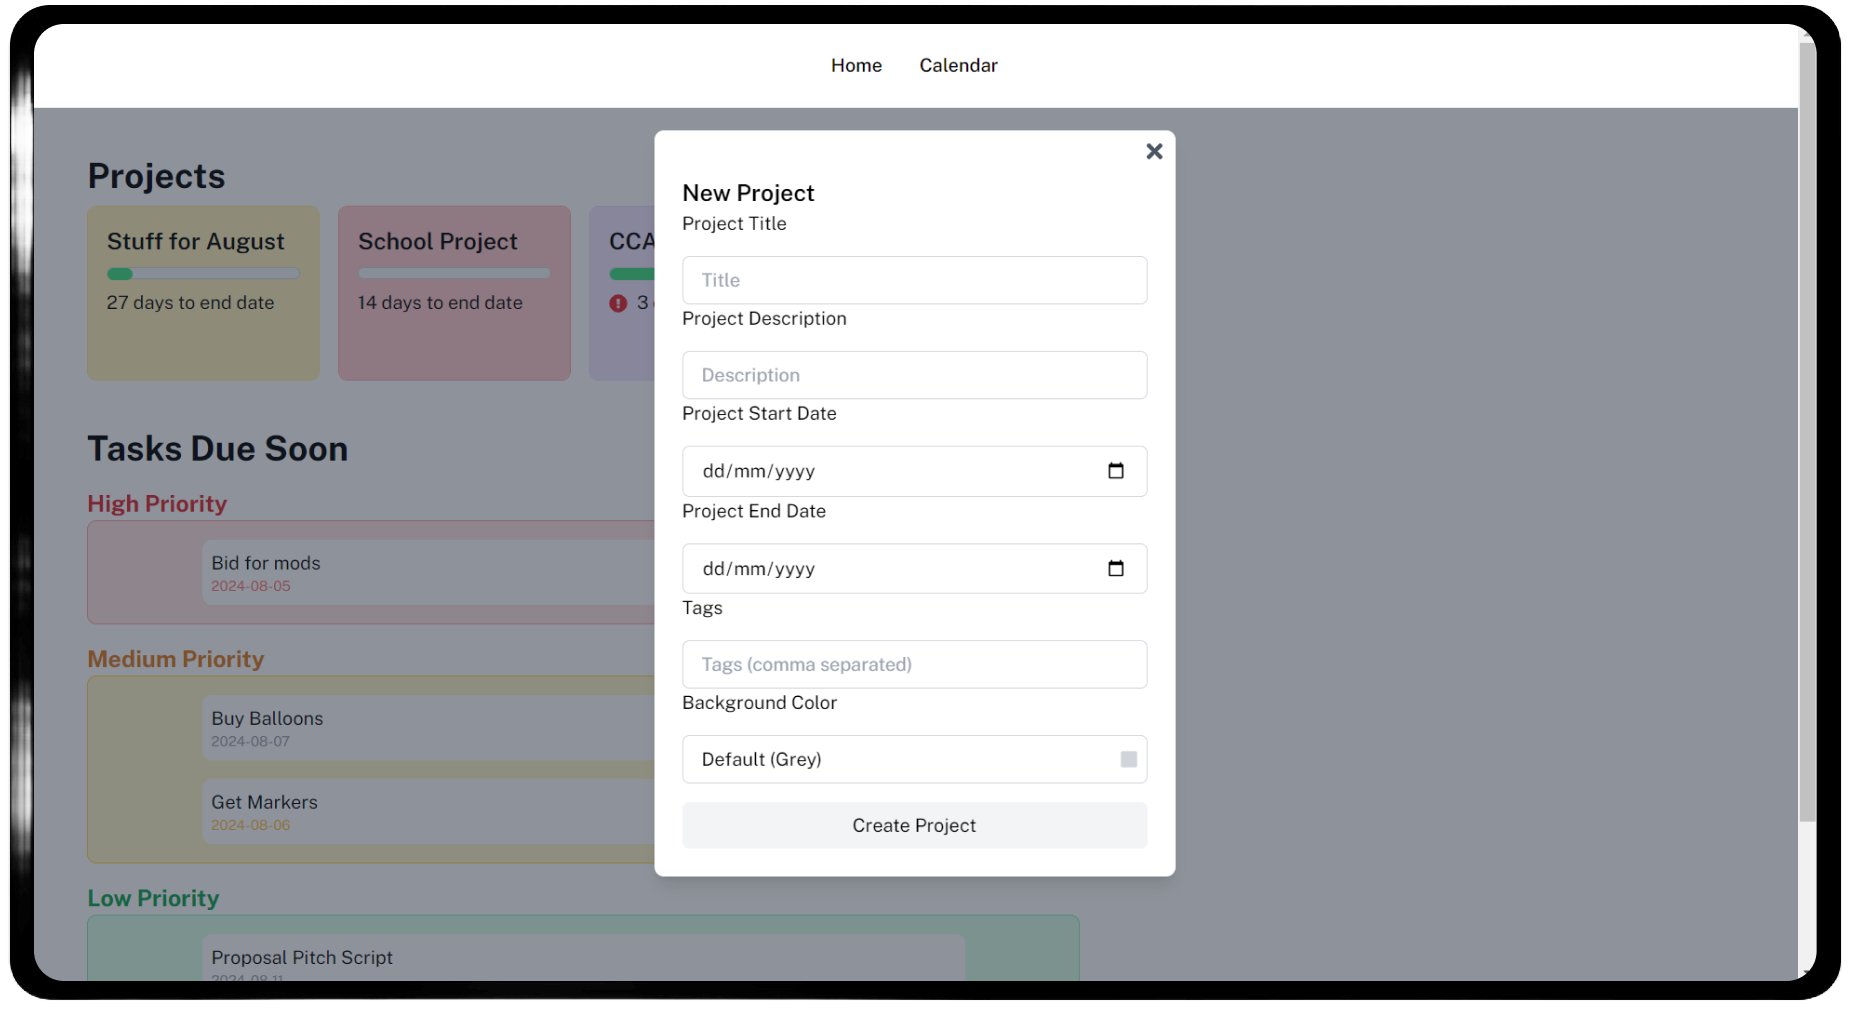 Home Calendar
Projects
Stuff for August
27 days to end date
School Project
14 days to end date
CCA
3
Tasks Due Soon
High Priority
Bid for mods
2024-08-05
Medium Priority
Buy Balloons
2024-08-07
Get Markers
2024-08-06
Low Priority
Proposal Pitch Script
2024-08-11
New Project
Project Title
Title
Project Description
Description
Project Start Date
dd/mm/yyyy
Project End Date
dd/mm/yyyy
Tags
Tags (comma separated)
Background Color
Default (Grey)
Create Project